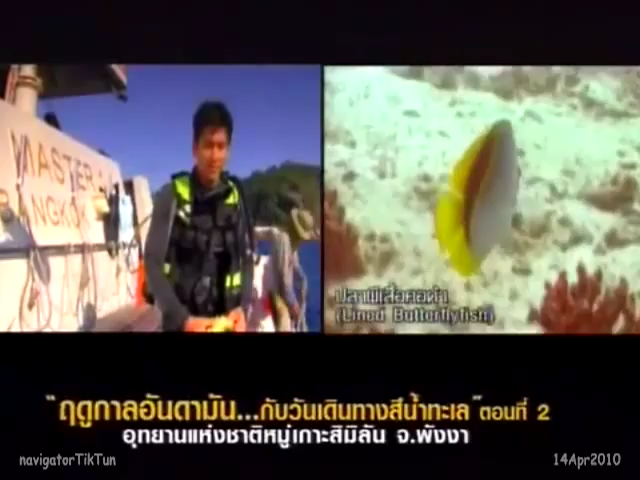 MASTER
BANGKOK
ปลาผีเสื้อคอดำ
(Lined Butterflyfish)
"ฤดูกาลอันดามัน...กับวันเดินทางสีน้ำทะเล" ตอนที่ 2
อุทยานแห่งชาติหมู่เกาะสิมิลัน จ.พังงา
navigatorTikTun
14Apr2010